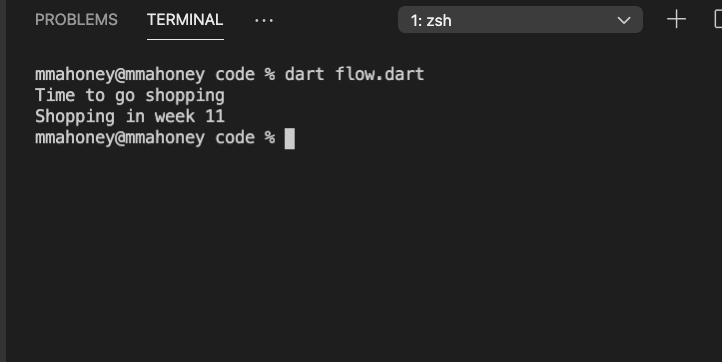 PROBLEMS TERMINAL ... 1: zsh
mmahoney@mmahoney code % dart flow.dart
Time to go shopping
Shopping in week 11
mmahoney@mmahoney code %